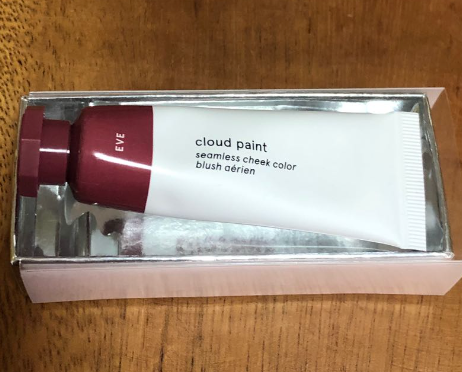 EVE
cloud paint
seamless cheek color
blush aérien